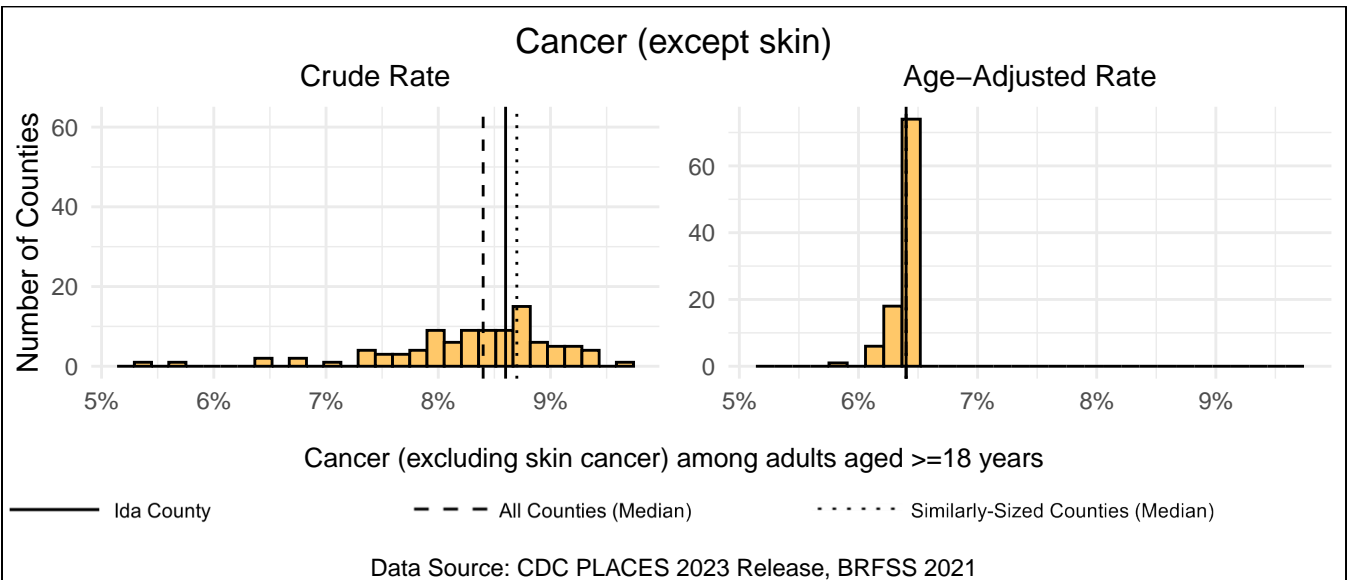 Cancer (except skin)
Crude Rate
Age−Adjusted Rate
Number of Counties
60
40
20
0
5%
6%
7%
8%
9%
60
40
20
0
5%
6%
7%
8%
9%
Cancer (excluding skin cancer) among adults aged >=18 years
Ida County
All Counties (Median)
Similarly-Sized Counties (Median)
Data Source: CDC PLACES 2023 Release, BRFSS 2021